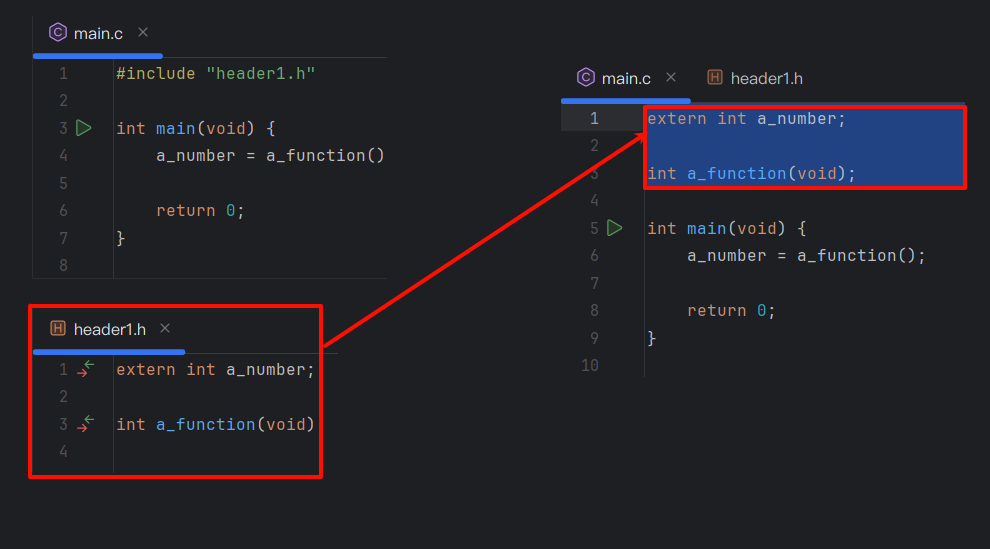 main.c
1 #include "header1.h"
2
3 int main(void) {
4 a_number = a_function()
5
6 return 0;
7 }
8
header1.h
1 extern int a_number;
2
3 int a_function(void)
4
main.c header1.h
1 extern int a_number;
2
3 int a_function(void);
4
5 int main(void) {
6 a_number = a_function();
7
8 return 0;
9 }
10